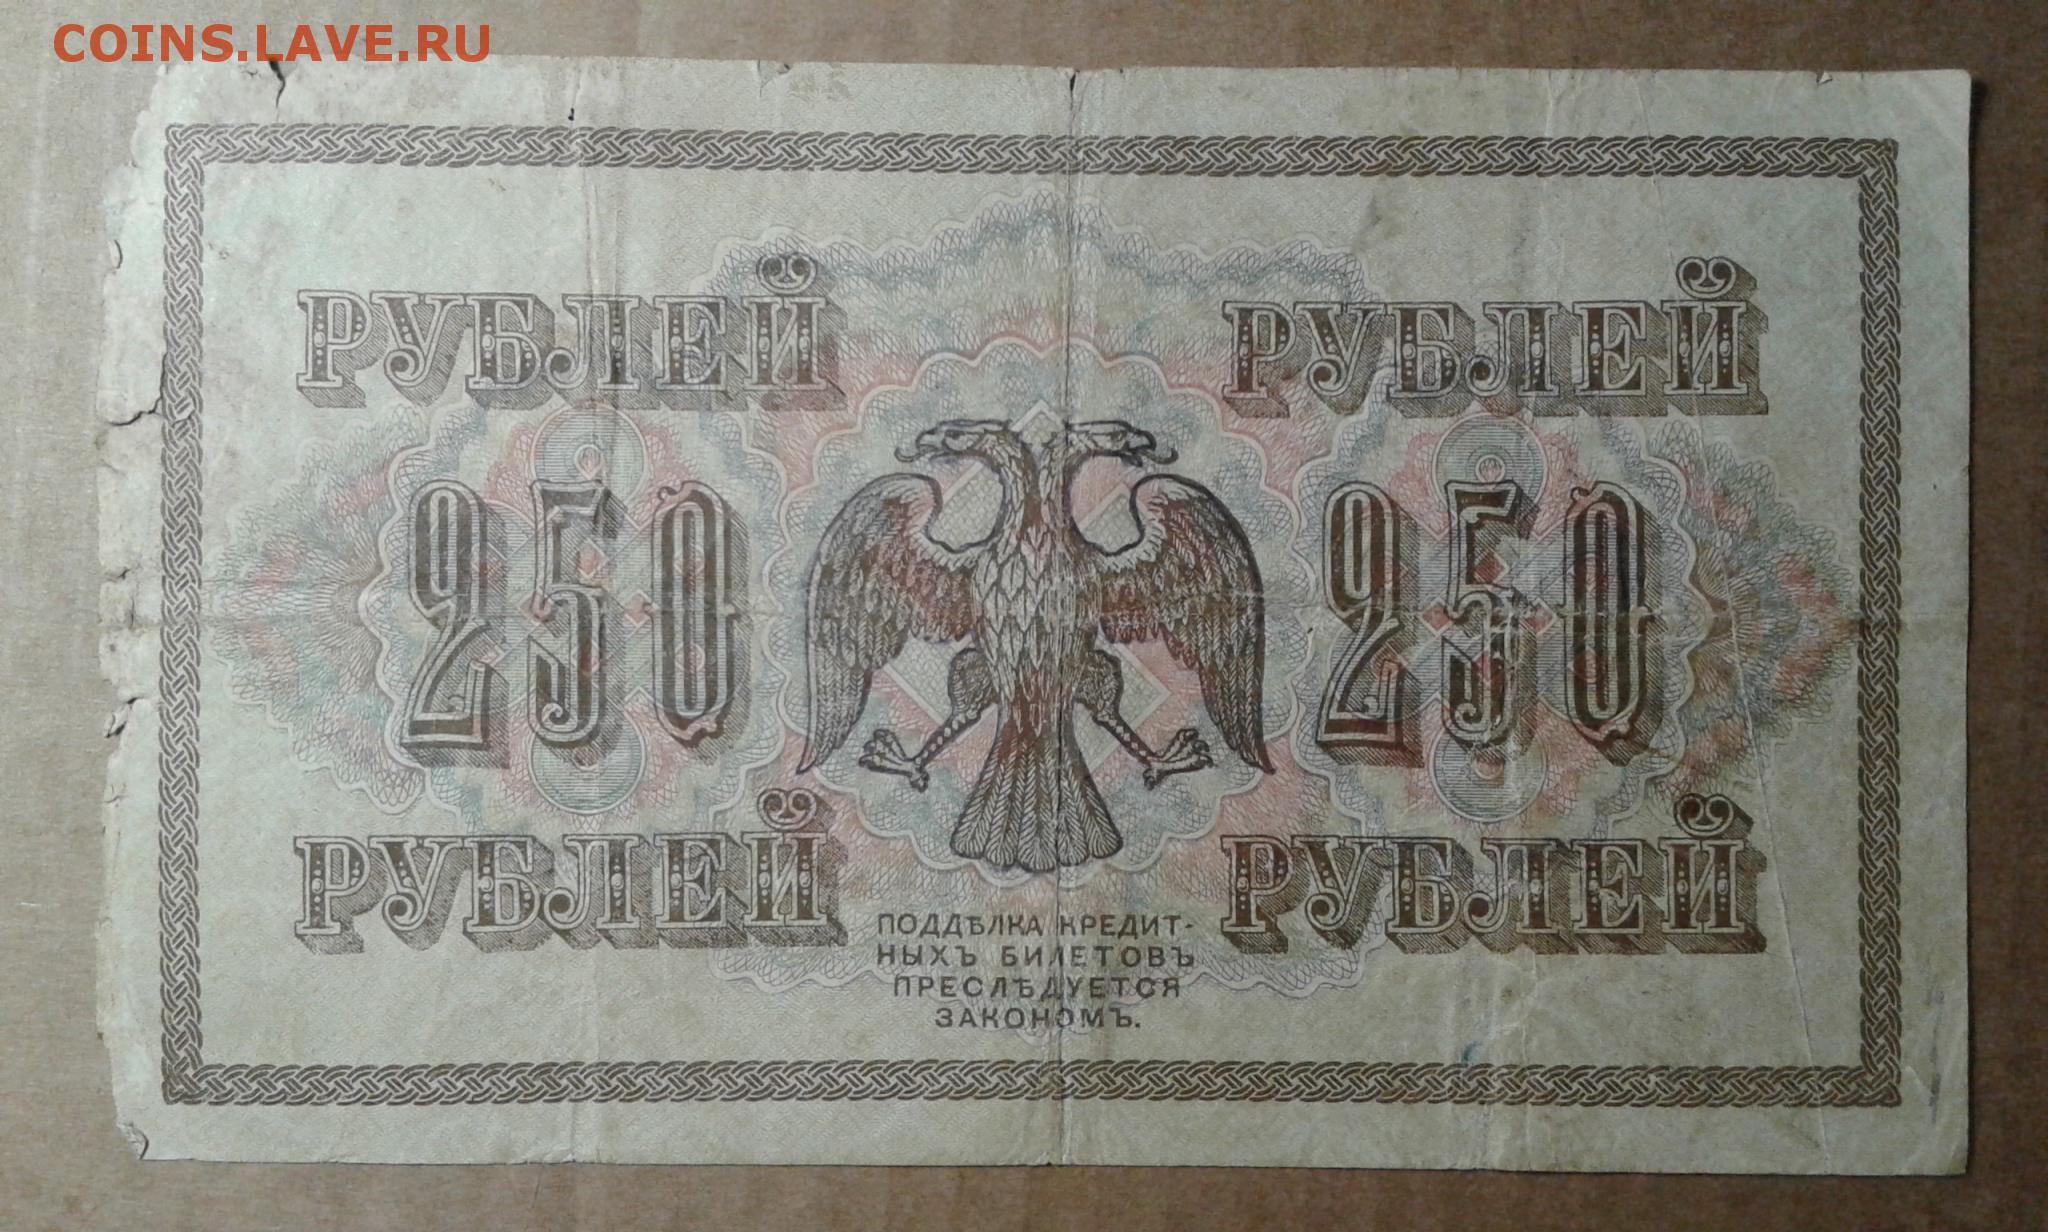 COINS.LAVE.RU
РУБЛЕЙ РУБЛЕЙ
250 250
РУБЛЕЙ РУБЛЕЙ
ПОДДѢЛКА КРЕДИТ-
НЫХЪ БИЛЕТОВЪ
ПРЕСЛѢДУЕТСЯ
ЗАКОНОМЪ.